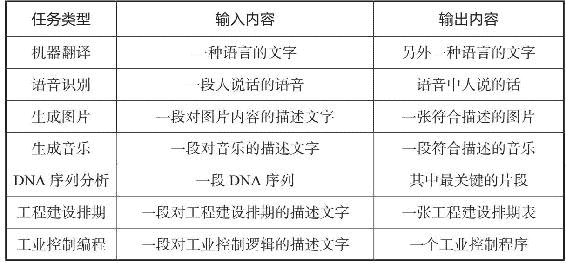 任务类型 输入内容 输出内容
机器翻译 一种语言的文字 另外一种语言的文字
语音识别 一段人说话的语音 语音中人说的话
生成图片 一段对图片内容的描述文字 一张符合描述的图片
生成音乐 一段对音乐的描述文字 一段符合描述的音乐
DNA 序列分析 一段 DNA 序列 其中最关键的片段
工程建设排期 一段对工程建设排期的描述文字 一张工程建设排期表
工业控制编程 一段对工业控制逻辑的描述文字 一个工业控制程序